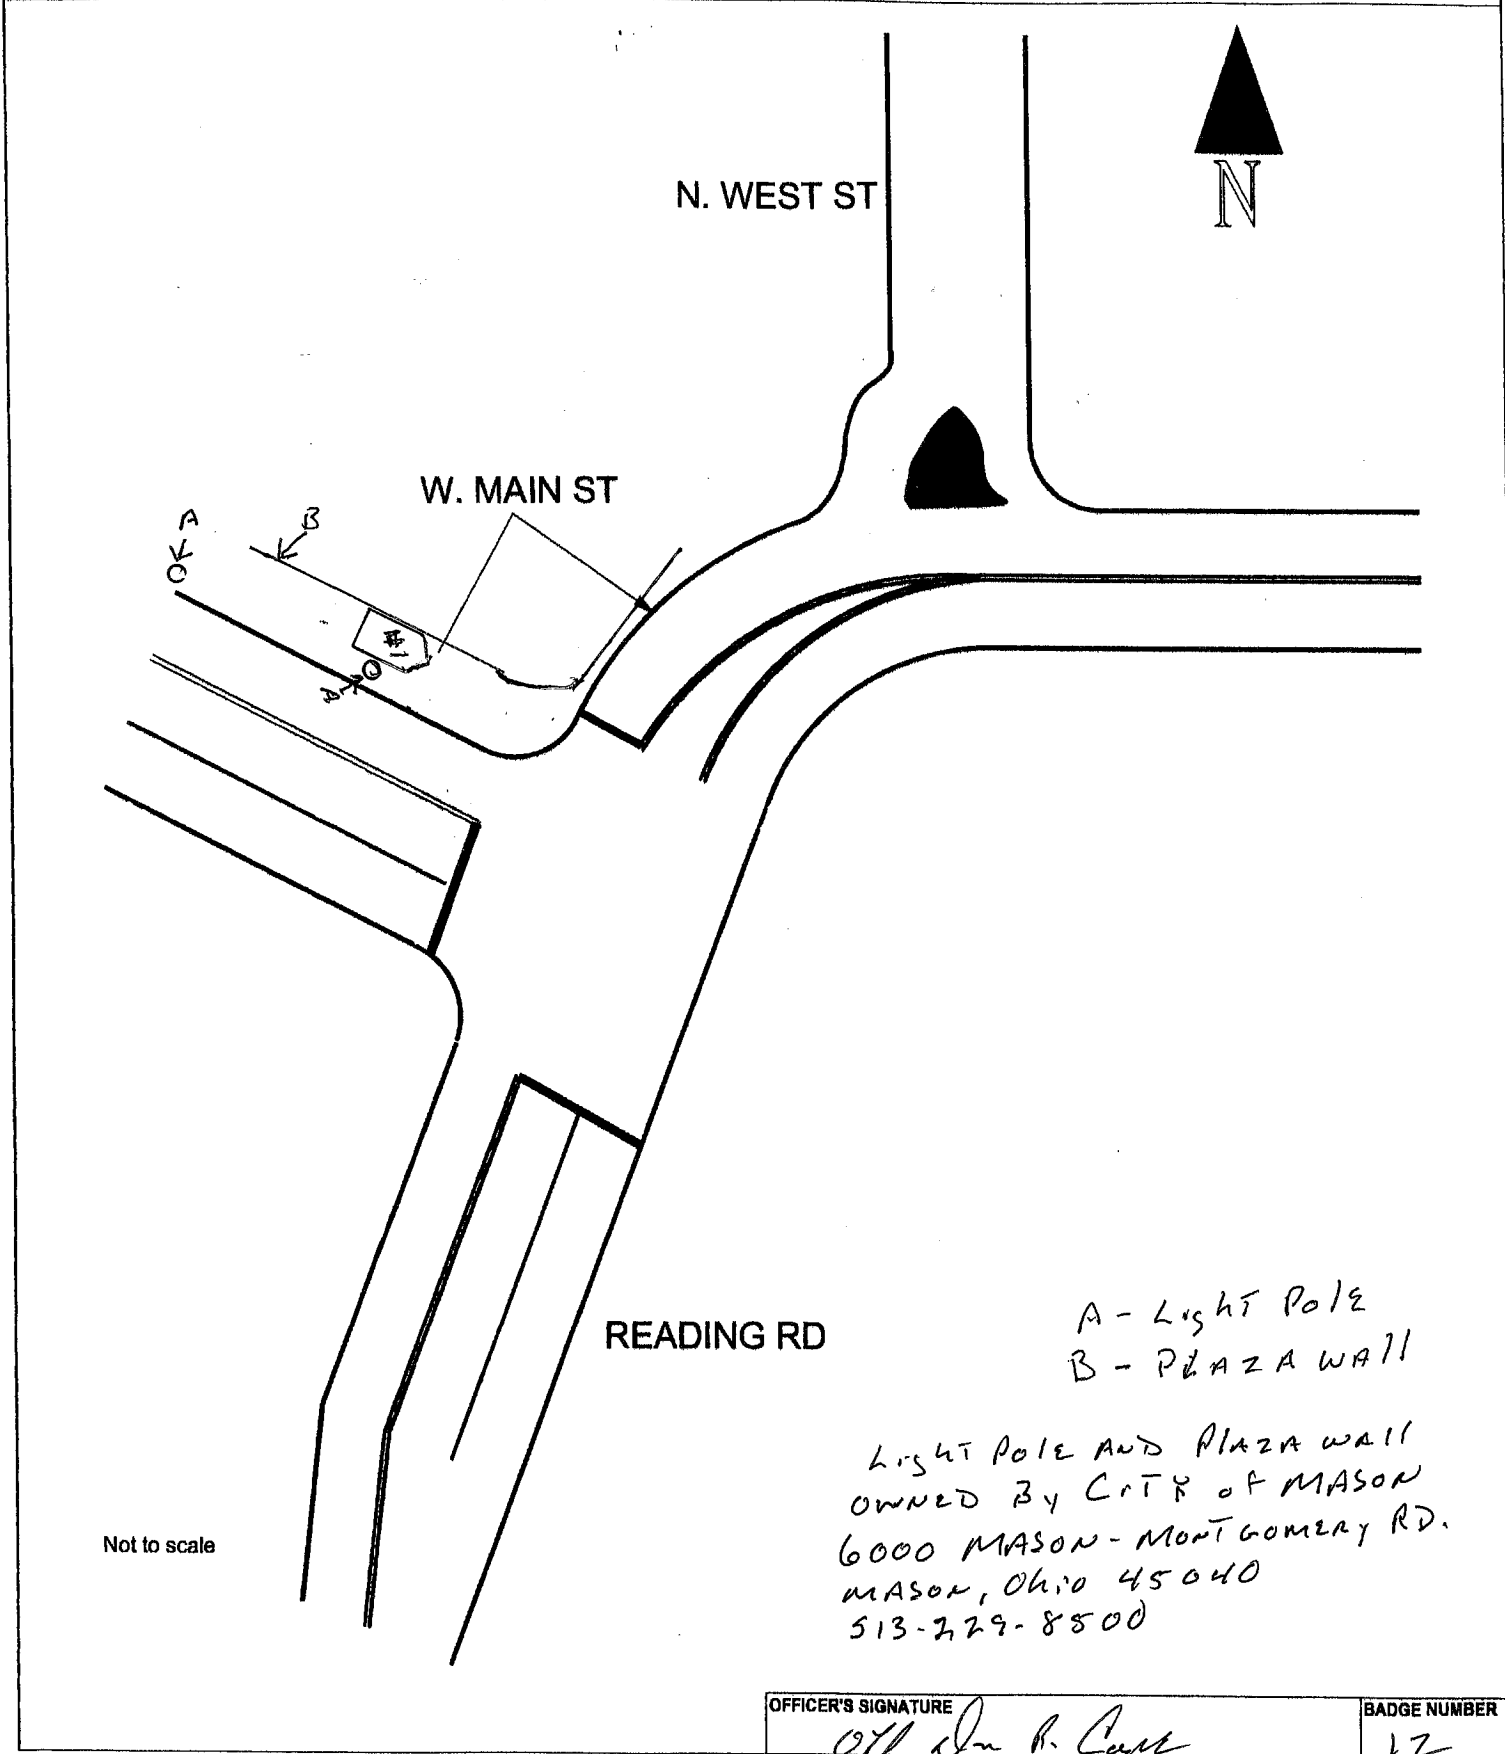 N
N. WEST ST
W. MAIN ST
A
B
#1
READING RD
A - Light Pole
B - PLAZA WAll
Light Pole AND PlAZA WAll
OWNED By CITY of MASON
6000 MASON-MONTGOMERY RD.
MASON, Ohio 45040
513-229-8500
Not to scale
OFFICER'S SIGNATURE
BADGE NUMBER